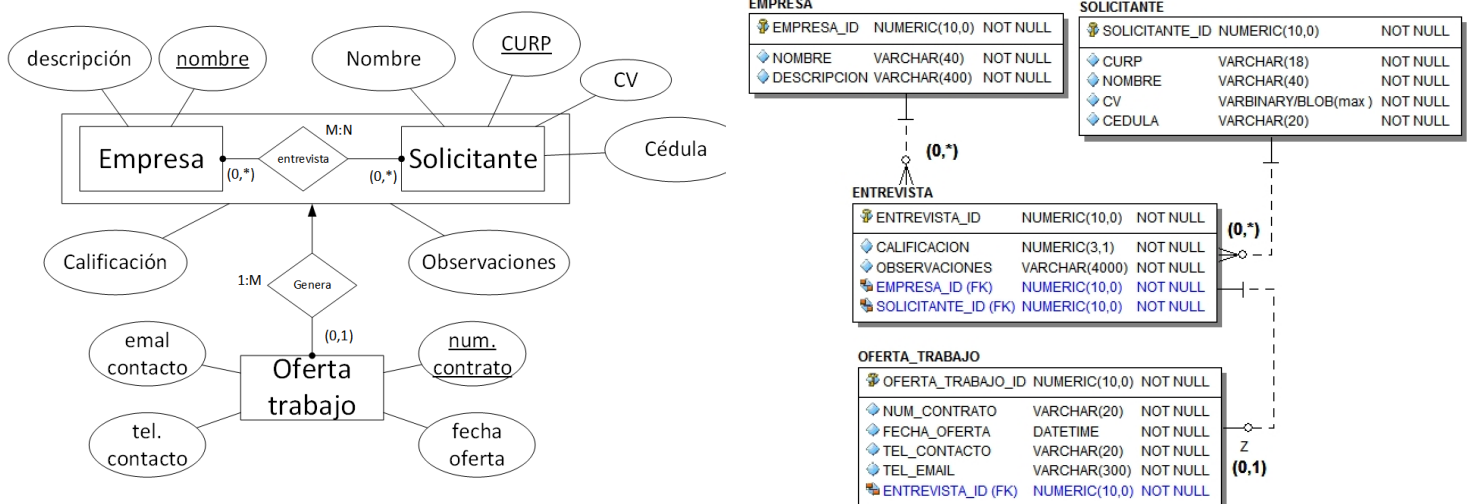 descripción
nombre
Nombre
CURP
CV
Cédula
M:N
Empresa
entrevista
Solicitante
(0,*)
(0,*)
Calificación
Observaciones
1:M
Genera
(0,1)
emal
contacto
num.
contrato
Oferta
trabajo
tel.
contacto
fecha
oferta
EMPRESA
EMPRESA_ID NUMERIC(10,0) NOT NULL
NOMBRE VARCHAR(40) NOT NULL
DESCRIPCION VARCHAR(400) NOT NULL
SOLICITANTE
SOLICITANTE_ID NUMERIC(10,0) NOT NULL
CURP VARCHAR(18) NOT NULL
NOMBRE VARCHAR(40) NOT NULL
CV VARBINARY/BLOB(max ) NOT NULL
CEDULA VARCHAR(20) NOT NULL
(0,*)
(0,*)
ENTREVISTA
ENTREVISTA_ID NUMERIC(10,0) NOT NULL
CALIFICACION NUMERIC(3,1) NOT NULL
OBSERVACIONES VARCHAR(4000) NOT NULL
EMPRESA_ID (FK) NUMERIC(10,0) NOT NULL
SOLICITANTE_ID (FK) NUMERIC(10,0) NOT NULL
OFERTA_TRABAJO
OFERTA_TRABAJO_ID NUMERIC(10,0) NOT NULL
NUM_CONTRATO VARCHAR(20) NOT NULL
FECHA_OFERTA DATETIME NOT NULL
TEL_CONTACTO VARCHAR(20) NOT NULL
TEL_EMAIL VARCHAR(300) NOT NULL
ENTREVISTA_ID (FK) NUMERIC(10,0) NOT NULL
Z
(0,1)